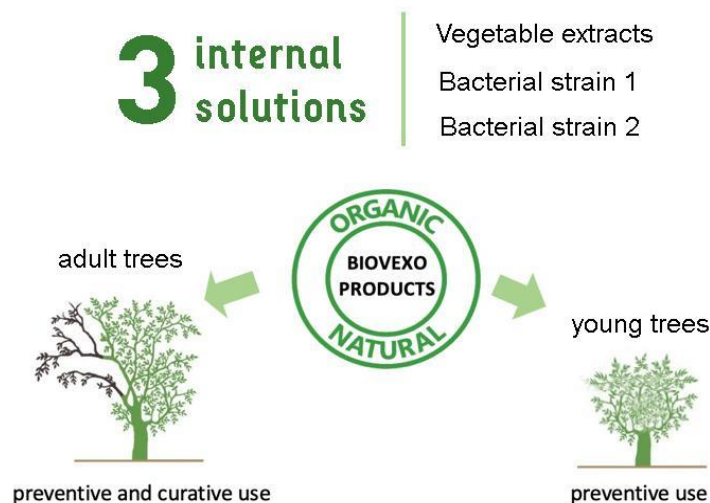 3 internal
solutions
Vegetable extracts
Bacterial strain 1
Bacterial strain 2
ORGANIC
BIOVEXO
PRODUCTS
NATURAL
adult trees
young trees
preventive and curative use
preventive use